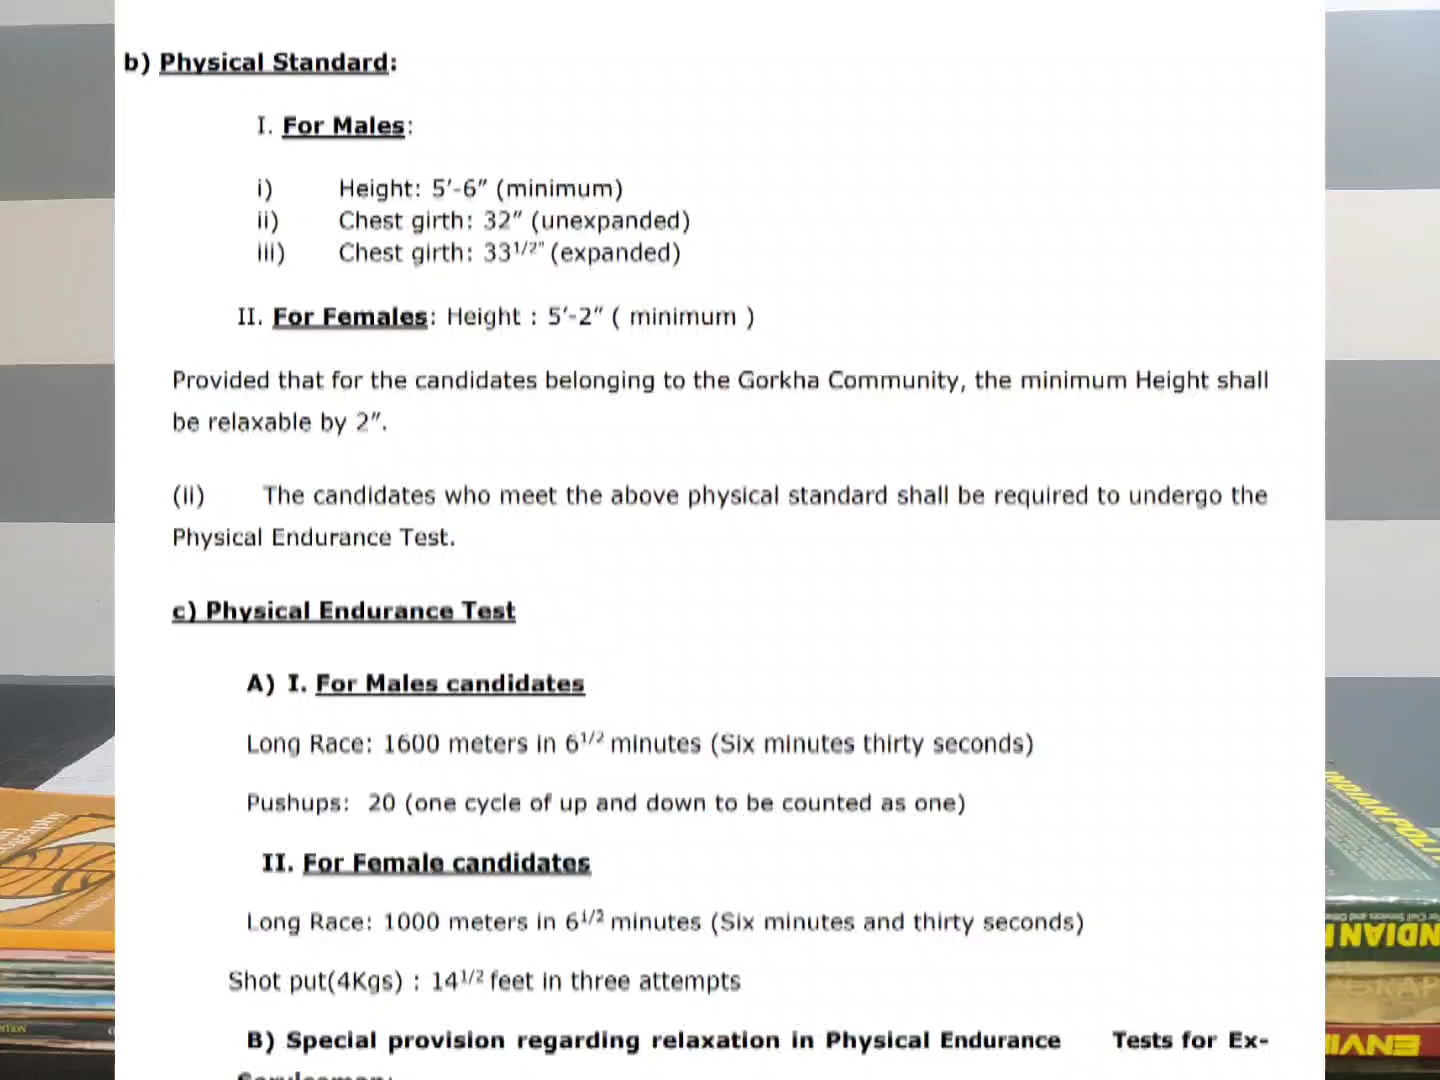 b) Physical Standard:
I. For Males:
i) Height: 5'-6" (minimum)
ii) Chest girth: 32" (unexpanded)
iii) Chest girth: 33 1/2" (expanded)
II. For Females: Height : 5'-2" ( minimum )
Provided that for the candidates belonging to the Gorkha Community, the minimum Height shall
be relaxable by 2".
(ii) The candidates who meet the above physical standard shall be required to undergo the
Physical Endurance Test.
c) Physical Endurance Test
A) I. For Males candidates
Long Race: 1600 meters in 6 1/2 minutes (Six minutes thirty seconds)
Pushups: 20 (one cycle of up and down to be counted as one)
II. For Female candidates
Long Race: 1000 meters in 6 1/2 minutes (Six minutes and thirty seconds)
Shot put(4Kgs) : 14 1/2 feet in three attempts
B) Special provision regarding relaxation in Physical Endurance Tests for Ex-
Servicemen:
INDIAN POLI